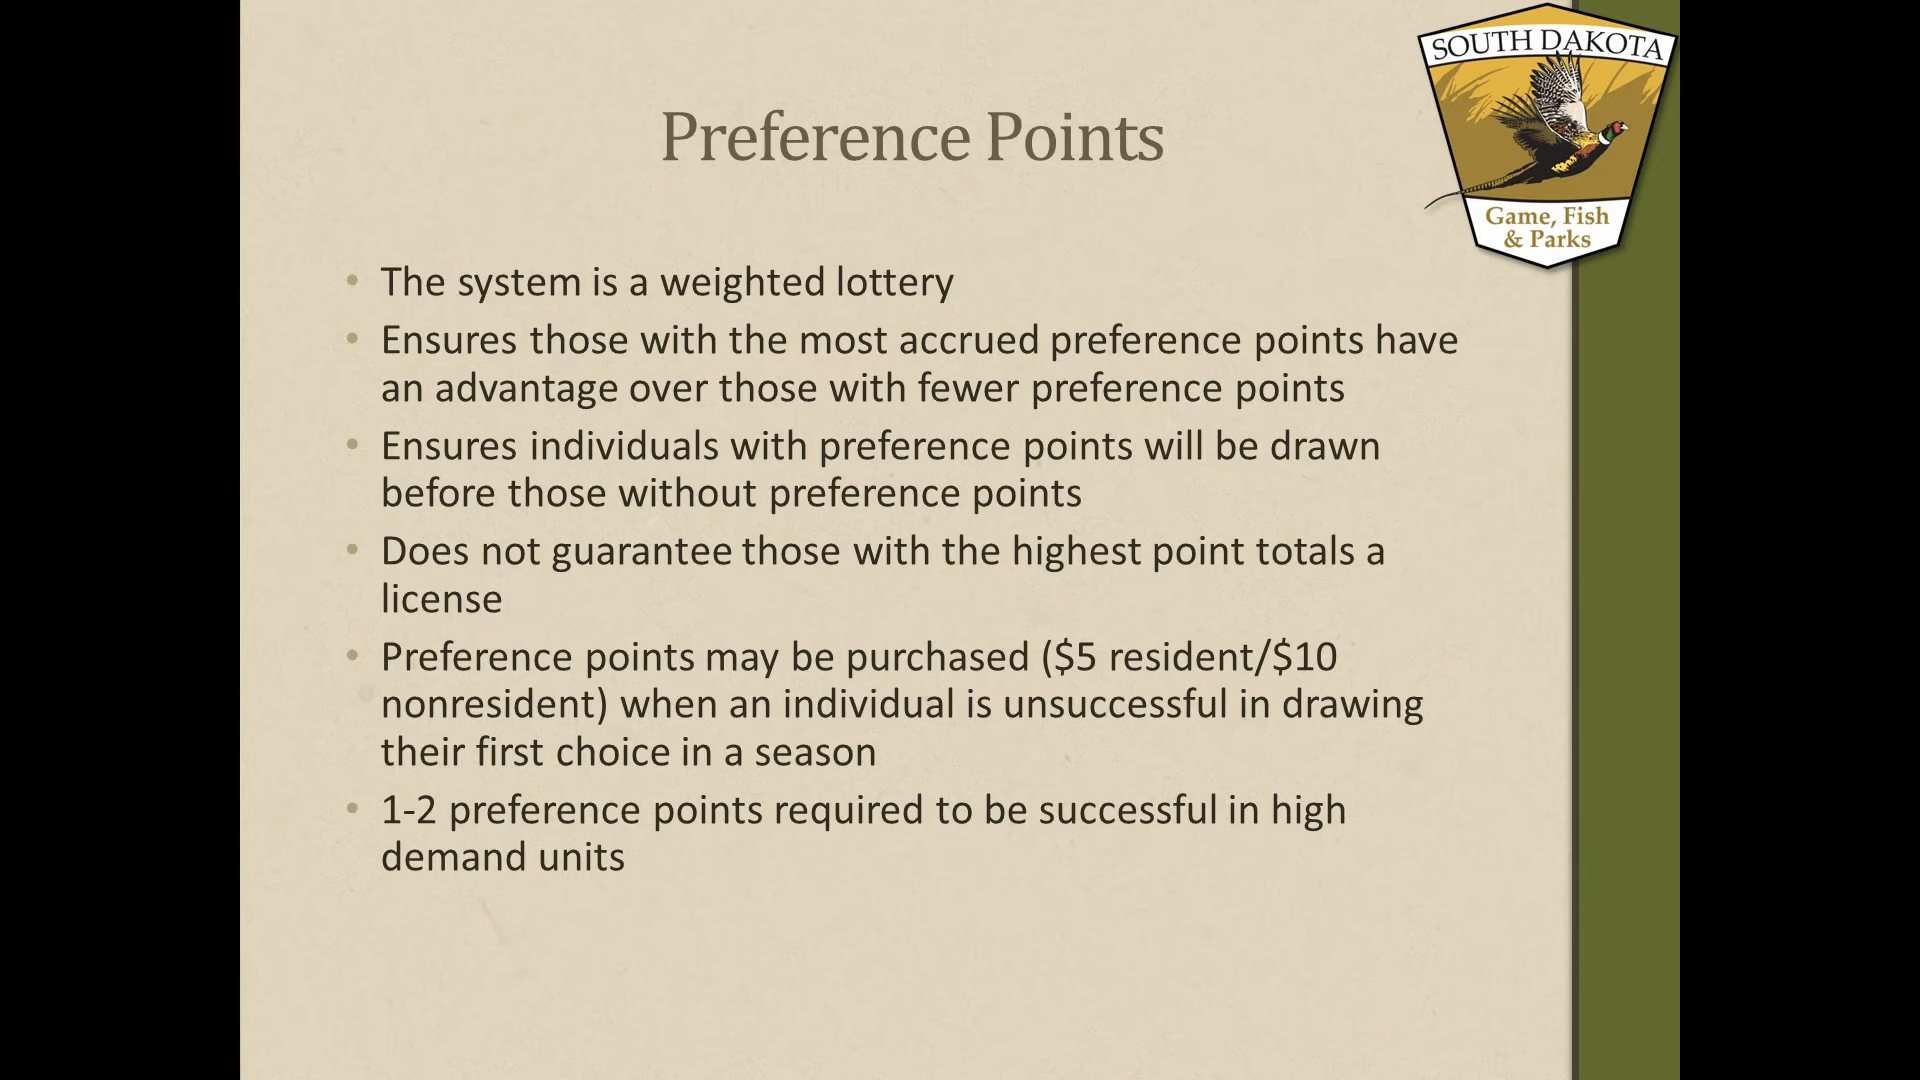 SOUTH DAKOTA
Game, Fish
& Parks
Preference Points
• The system is a weighted lottery
• Ensures those with the most accrued preference points have
an advantage over those with fewer preference points
• Ensures individuals with preference points will be drawn
before those without preference points
• Does not guarantee those with the highest point totals a
license
• Preference points may be purchased ($5 resident/$10
nonresident) when an individual is unsuccessful in drawing
their first choice in a season
• 1-2 preference points required to be successful in high
demand units